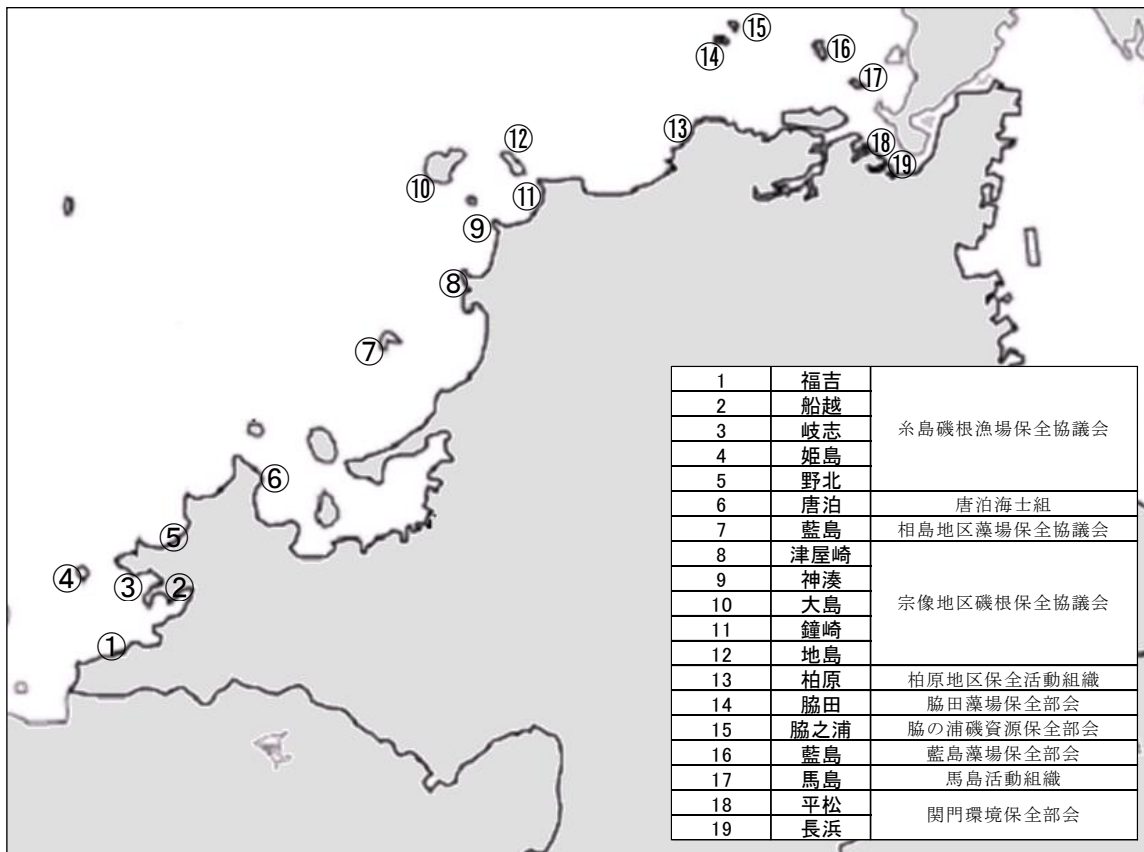 ⑮
⑭
⑯
⑰
⑬
⑱
⑲
⑫
⑩
⑪
⑨
⑧
⑦
⑥
⑤
④
③
②
①
1 福吉 糸島磯根漁場保全協議会
2 船越
3 岐志
4 姫島
5 野北
6 唐泊 唐泊海士組
7 藍島 相島地区藻場保全協議会
8 津屋崎 宗像地区磯根保全協議会
9 神湊
10 大島
11 鐘崎
12 地島
13 柏原 柏原地区保全活動組織
14 脇田 脇田藻場保全部会
15 脇之浦 脇の浦磯資源保全部会
16 藍島 藍島藻場保全部会
17 馬島 馬島活動組織
18 平松 関門環境保全部会
19 長浜